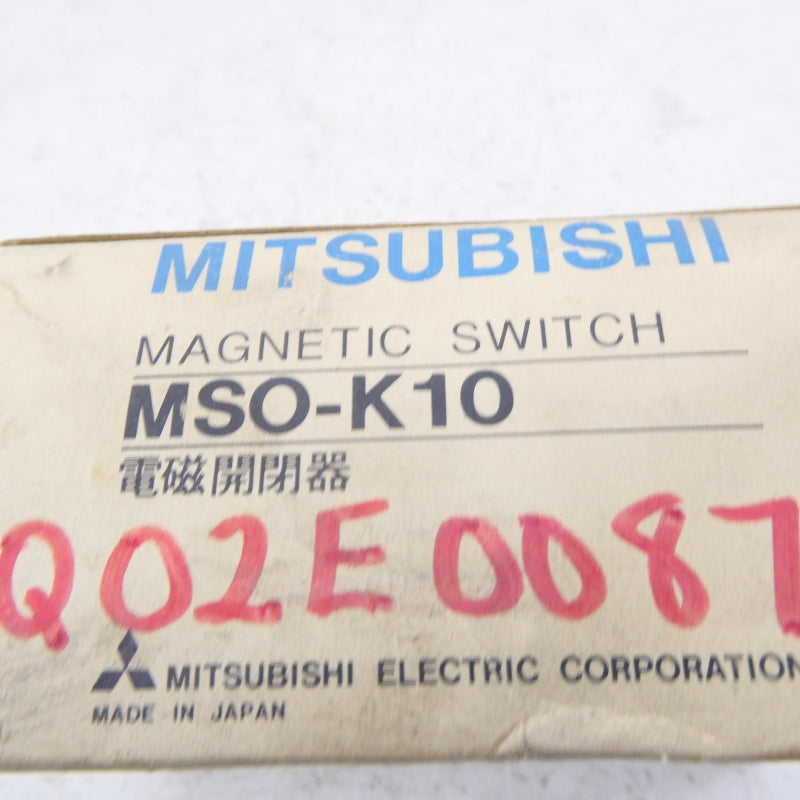 MITSUBISHI
MAGNETIC SWITCH
MSO-K10
電磁開閉器
Q02E0087
MITSUBISHI ELECTRIC CORPORATION
MADE IN JAPAN